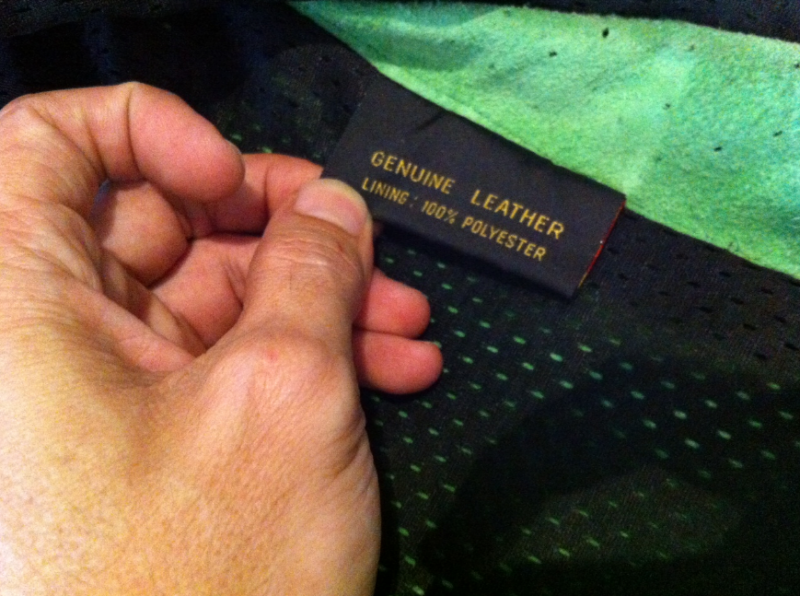 GENUINE LEATHER
LINING: 100% POLYESTER